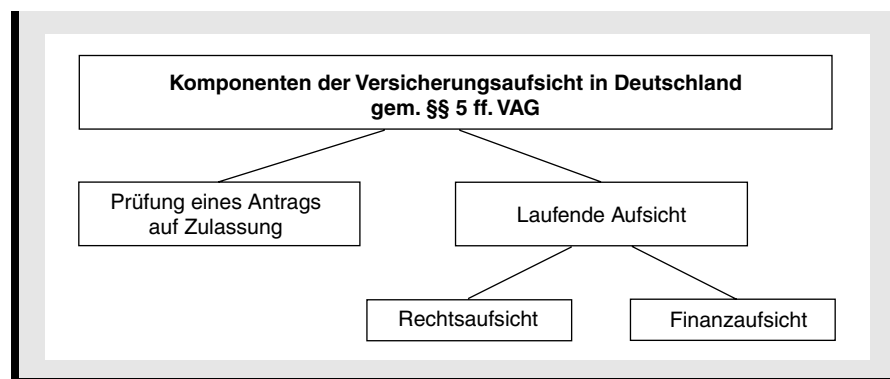 Komponenten der Versicherungsaufsicht in Deutschland
gem. §§ 5 ff. VAG
Prüfung eines Antrags
auf Zulassung
Laufende Aufsicht
Rechtsaufsicht
Finanzaufsicht